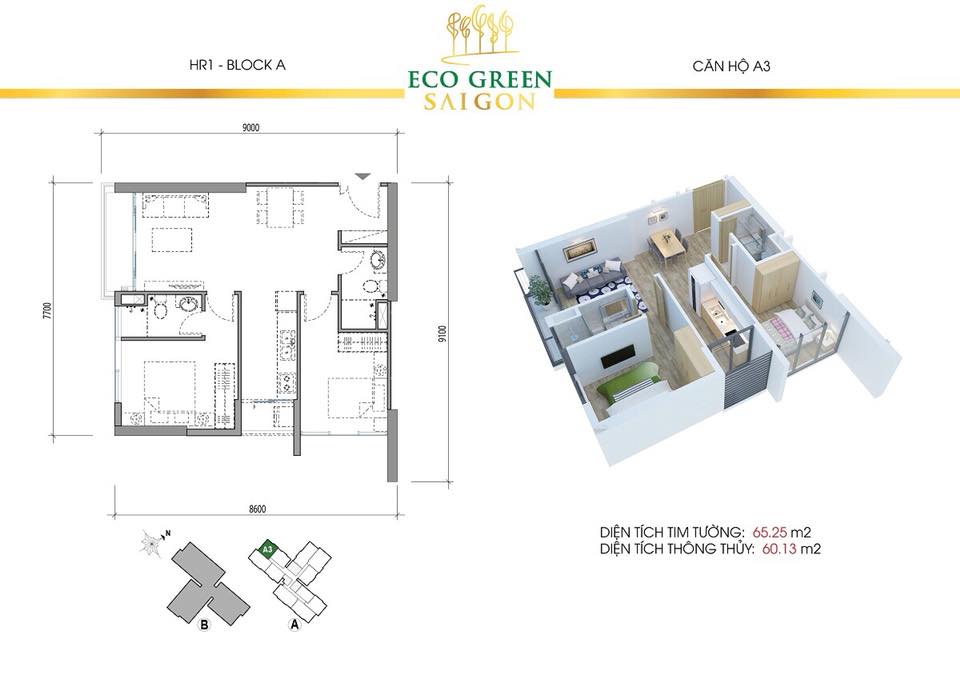 HR1 - BLOCK A
ECO GREEN
SAIGON
CĂN HỘ A3
9000
7700
9100
8600
DIỆN TÍCH TIM TƯỜNG: 65.25 m2
DIỆN TÍCH THÔNG THỦY: 60.13 m2
N
A3
B
A